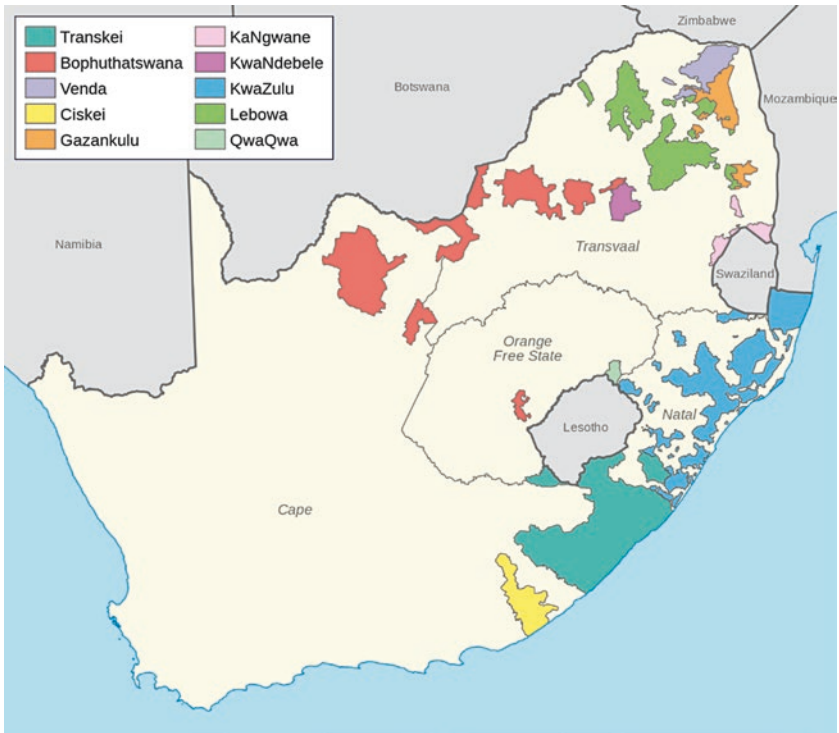 Transkei
Bophuthatswana
Venda
Ciskei
Gazankulu
KaNgwane
KwaNdebele
KwaZulu
Lebowa
QwaQwa
Zimbabwe
Botswana
Mozambique
Namibia
Transvaal
Swaziland
Orange
Free State
Natal
Lesotho
Cape